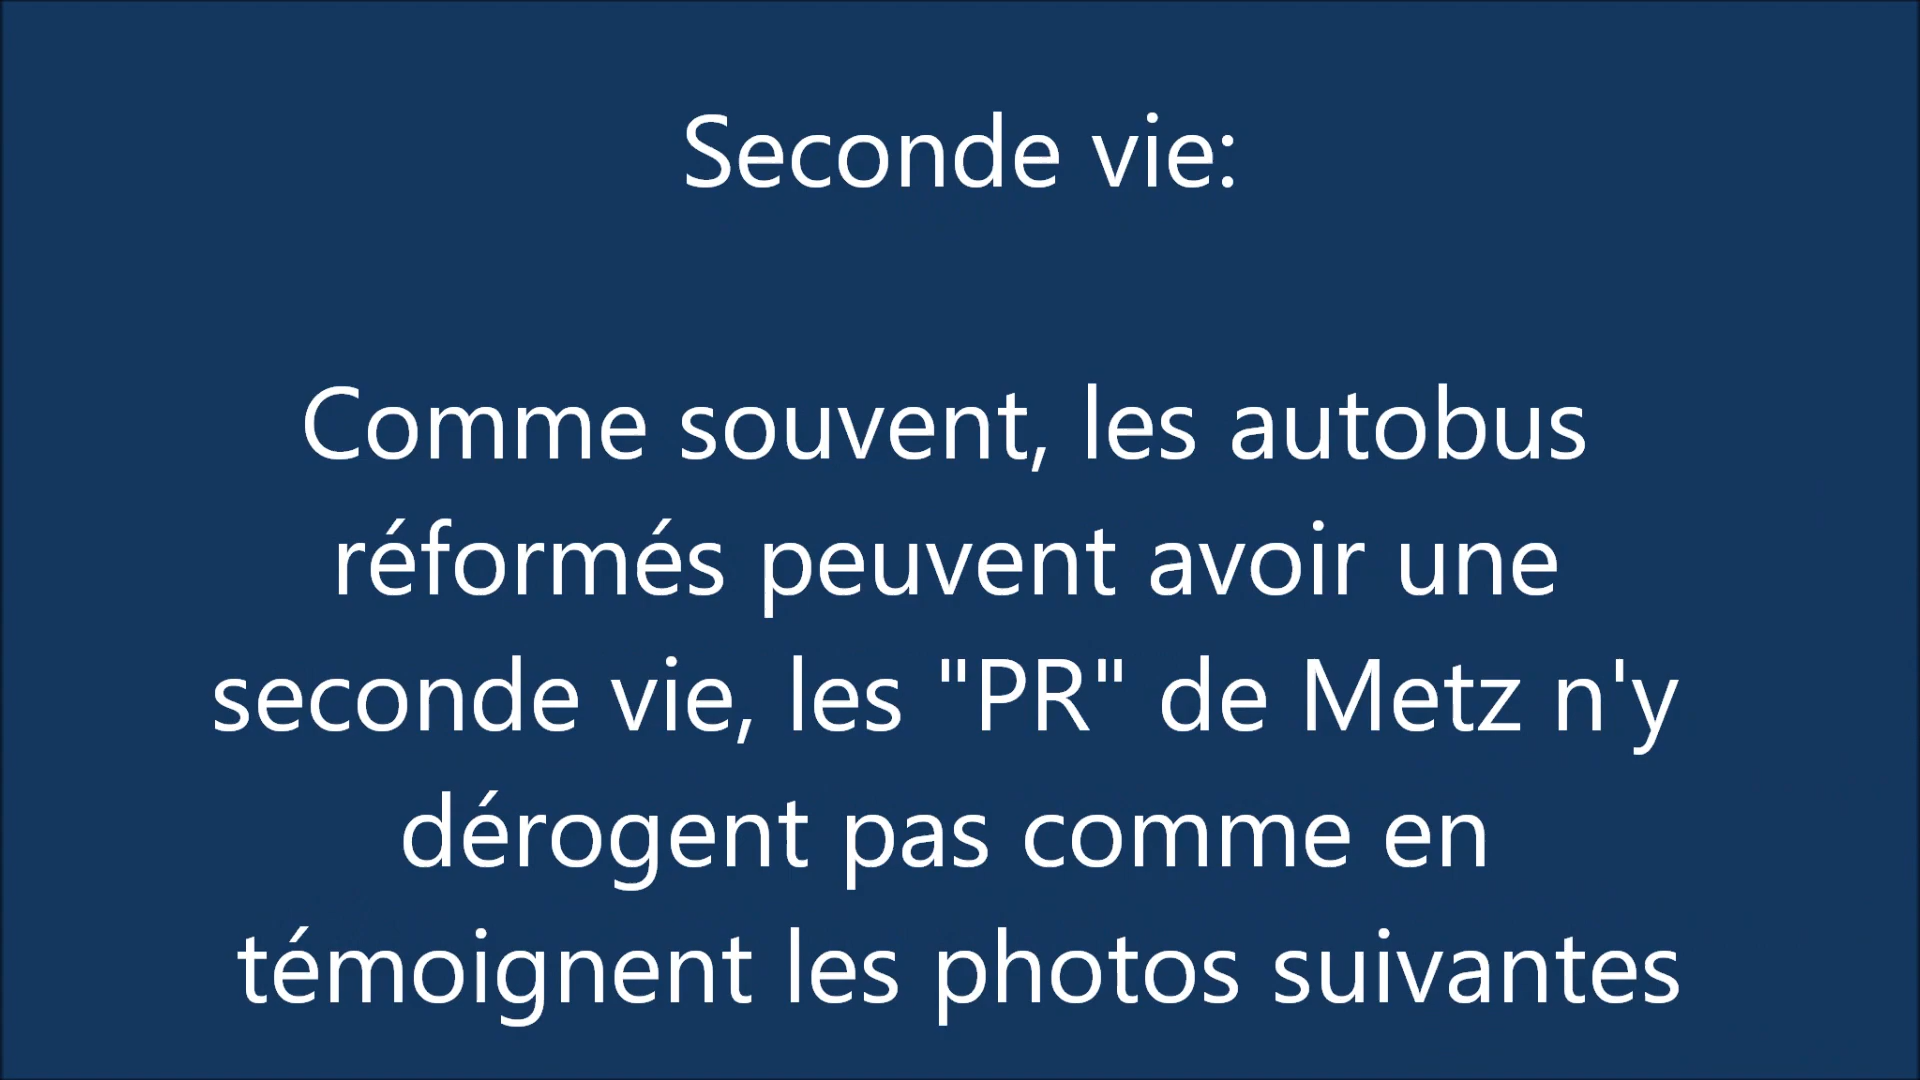 Seconde vie:
Comme souvent, les autobus
réformés peuvent avoir une
seconde vie, les "PR" de Metz n'y
dérogent pas comme en
témoignent les photos suivantes